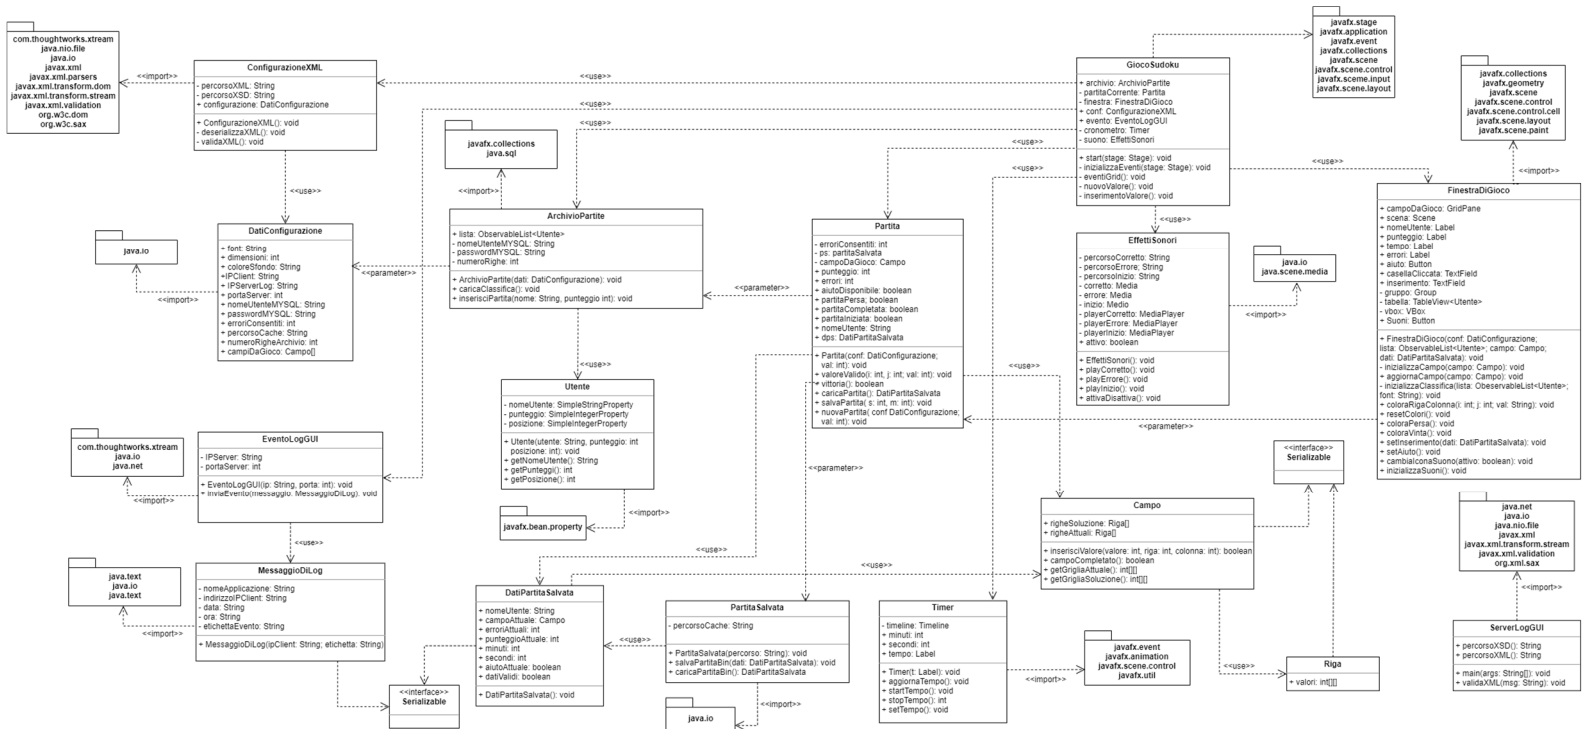 com.thoughtworks.xtream
java.nio.file
java.io
javax.xml
javax.xml.parsers
javax.xml.transform.dom
javax.xml.transform.stream
javax.xml.validation
org.w3c.dom
org.w3c.sax
<<import>>
ConfigurazioneXML
- percorsoXML: String
- percorsoXSD: String
+ configurazione: DatiConfigurazione
+ ConfigurazioneXML(): void
- deserializzaXML(): void
- validaXML(): void
<<use>>
<<use>>
<<use>>
<<use>>
<<use>>
<<use>>
<<use>>
<<use>>
GiocoSudoku
+ archivio: ArchivioPartite
- partitaCorrente: Partita
- finestra: FinestraDiGioco
+ conf: ConfigurazioneXML
+ evento: EventoLogGUI
- cronometro: Timer
- suono: EffettiSonori
+ start(stage: Stage): void
- inizializzaEventi(stage: Stage): void
- eventiGrid(): void
- nuovoValore(): void
- inserimentoValore(): void
javafx.stage
javafx.application
javafx.event
javafx.collections
javafx.scene
javafx.scene.control
javafx.sceme.input
javafx.scene.layout
javafx.collections
javafx.geometry
javafx.scene
javafx.scene.control
javafx.scene.control.cell
javafx.scene.layout
javafx.scene.paint
<<import>>
FinestraDiGioco
+ campoDaGioco: GridPane
+ scena: Scene
+ nomeutente: Label
+ punteggio: Label
+ tempo: Label
+ errori: Label
+ aiuto: Button
+ casellaCliccata: TextField
+ inserimento: TextField
- gruppo: Group
- tabella: TableView<Utente>
- vbox: VBox
+ Suoni: Button
+ FinestraDiGioco(conf: DatiConfigurazione;
lista: ObservableList<Utente>; campo: Campo;
dati: DatiPartitaSalvata): void
- inizializzaCampo(campo: Campo): void
+ aggiornaCampo(campo: Campo): void
- inizializzaClassifica(lista: ObeservableList<Utente>;
font: String): void
+ coloraRigaColonna(i: int; j: int; val: String): void
+ resetColori(): void
+ coloraPersa(): void
+ coloraVinta(): void
+ setInserimento(dati: DatiPartitaSalvata): void
+ setAiuto(): void
+ cambiaIconaSuono(attivo: boolean): void
+ inizializzaSuoni(): void
javafx.collections
java.sql
<<import>>
ArchivioPartite
+ lista: ObservableList<Utente>
- nomeUtenteMYSQL: String
- passwordMYSQL: String
- numeroRighe: int
+ ArchivioPartite(dati: DatiConfigurazione): void
+ caricaClassifica(): void
+ inserisciPartita(nome: String, punteggio int): void
<<parameter>>
DatiConfigurazione
+ font: String
+ dimensioni: int
+ coloreSfondo: String
+IPClient: String
+ IPServerLog: String
+ portaServer: int
+ nomeUtenteMYSQL: String
+ passwordMYSQL: String
+ erroriConsentiti: int
+ percorsoCache: String
+ numeroRigheArchivio: int
+ campiDaGioco: Campo[]
java.io
<<import>>
<<parameter>>
Partita
- erroriConsentiti: int
- ps: partitaSalvata
- campoDaGioco: Campo
+ punteggio: int
+ errori: int
+ aiutoDisponibile: boolean
+ partitaPersa; boolean
+ partitaCompletata: boolean
+ partitaIniziata: boolean
+ nomeUtente: String
+ dps: DatiPartitaSalvata
+ Partita(conf: DatiConfigurazione;
val: int): void
+ valoreValido(i: int, j: int; val: int): void
+ vittoria(): boolean
+ caricaPartita(): DatiPartitaSalvata
+ salvaPartita( s: int, m: int): void
+ nuovaPartita( conf DatiConfigurazione;
val: int): void
<<use>>
<<parameter>>
<<parameter>>
EffettiSonori
- percorsoCorretto: String
- percorsoErrore; String
- percorsoInizio: String
- corretto: Media
- errore: Media
- inizio: Medio
- playerCorretto: MediaPlayer
- playerErrore: MediaPlayer
- playerInizio: MediaPlayer
+ attivo: boolean
+ EffettiSonori(): void
+ playCorretto(): void
+ playErrore(): void
+ playInizio(): void
+ attivaDisattiva(): void
java.io
java.scene.media
<<import>>
<<use>>
Utente
- nomeUtente: SimpleStringProperty
- punteggio: SimpleIntegerProperty
- posizione: SimpleIntegerProperty
+ Utente(utente: String, punteggio: int
posizione: int): void
+ getNomeUtente(): String
+ getPunteggi(): int
+ getPosizione(): int
javafx.bean.property
<<import>>
com.thoughtworks.xtream
java.io
java.net
<<import>>
EventoLogGUI
- IPServer: String
- portaServer: int
+ EventoLogGUI(ip: String, porta: int): void
+ inviaEvento(messaggio: MessaggioDiLog): void
<<use>>
<<interface>>
Serializable
java.text
java.io
java.text
<<import>>
MessaggioDiLog
- nomeApplicazione: String
- indirizzoIPClient: String
- data: String
- ora: String
- etichettaEvento: String
+ MessaggioDiLog(ipClient: String; etichetta: String)
<<interface>>
Serializable
<<use>>
<<use>>
DatiPartitaSalvata
+ nomeUtente: String
+ campoAttuale: Campo
+ erroriAttuali: int
+ punteggioAttuale: int
+ minuti: int
+ secondi: int
+ aiutoAttuale: boolean
+ datiValidi: boolean
+ DatiPartitaSalvata(): void
<<use>>
PartitaSalvata
- percorsoCache: String
+ PartitaSalvata(percorso: String): void
+ salvaPartitaBin(dati: DatiPartitaSalvata): void
+ caricaPartitaBin(): DatiPartitaSalvata
<<import>>
java.io
Campo
+ righeSoluzione: Riga[]
+ righeAttuali: Riga[]
+ inserisciValore(valore: int, riga: int, colonna: int): boolean
+ campoCompletato(): boolean
+ getGrigliaAttuale(): int[][]
+ getGrigliaSoluzione(): int[][]
Timer
- timeline: Timeline
+ minuti: int
+ secondi: int
+ tempo: Label
+ Timer(t: Label): void
+ aggiornaTempo(): void
+ startTempo(): void
+ stopTempo(): int
+ setTempo(): void
<<import>>
javafx.event
javafx.animation
javafx.scene.control
javafx.util
<<use>>
Riga
+ valori: int[][]
java.net
java.io
java.nio.file
javax.xml
javax.xml.transform.stream
javax.xml.validation
org.xml.sax
<<import>>
ServerLogGUI
+ percorsoXSD(): String
+ percorsoXML: String
+ main(args: String[]): void
+ validaXML(msg: String): void